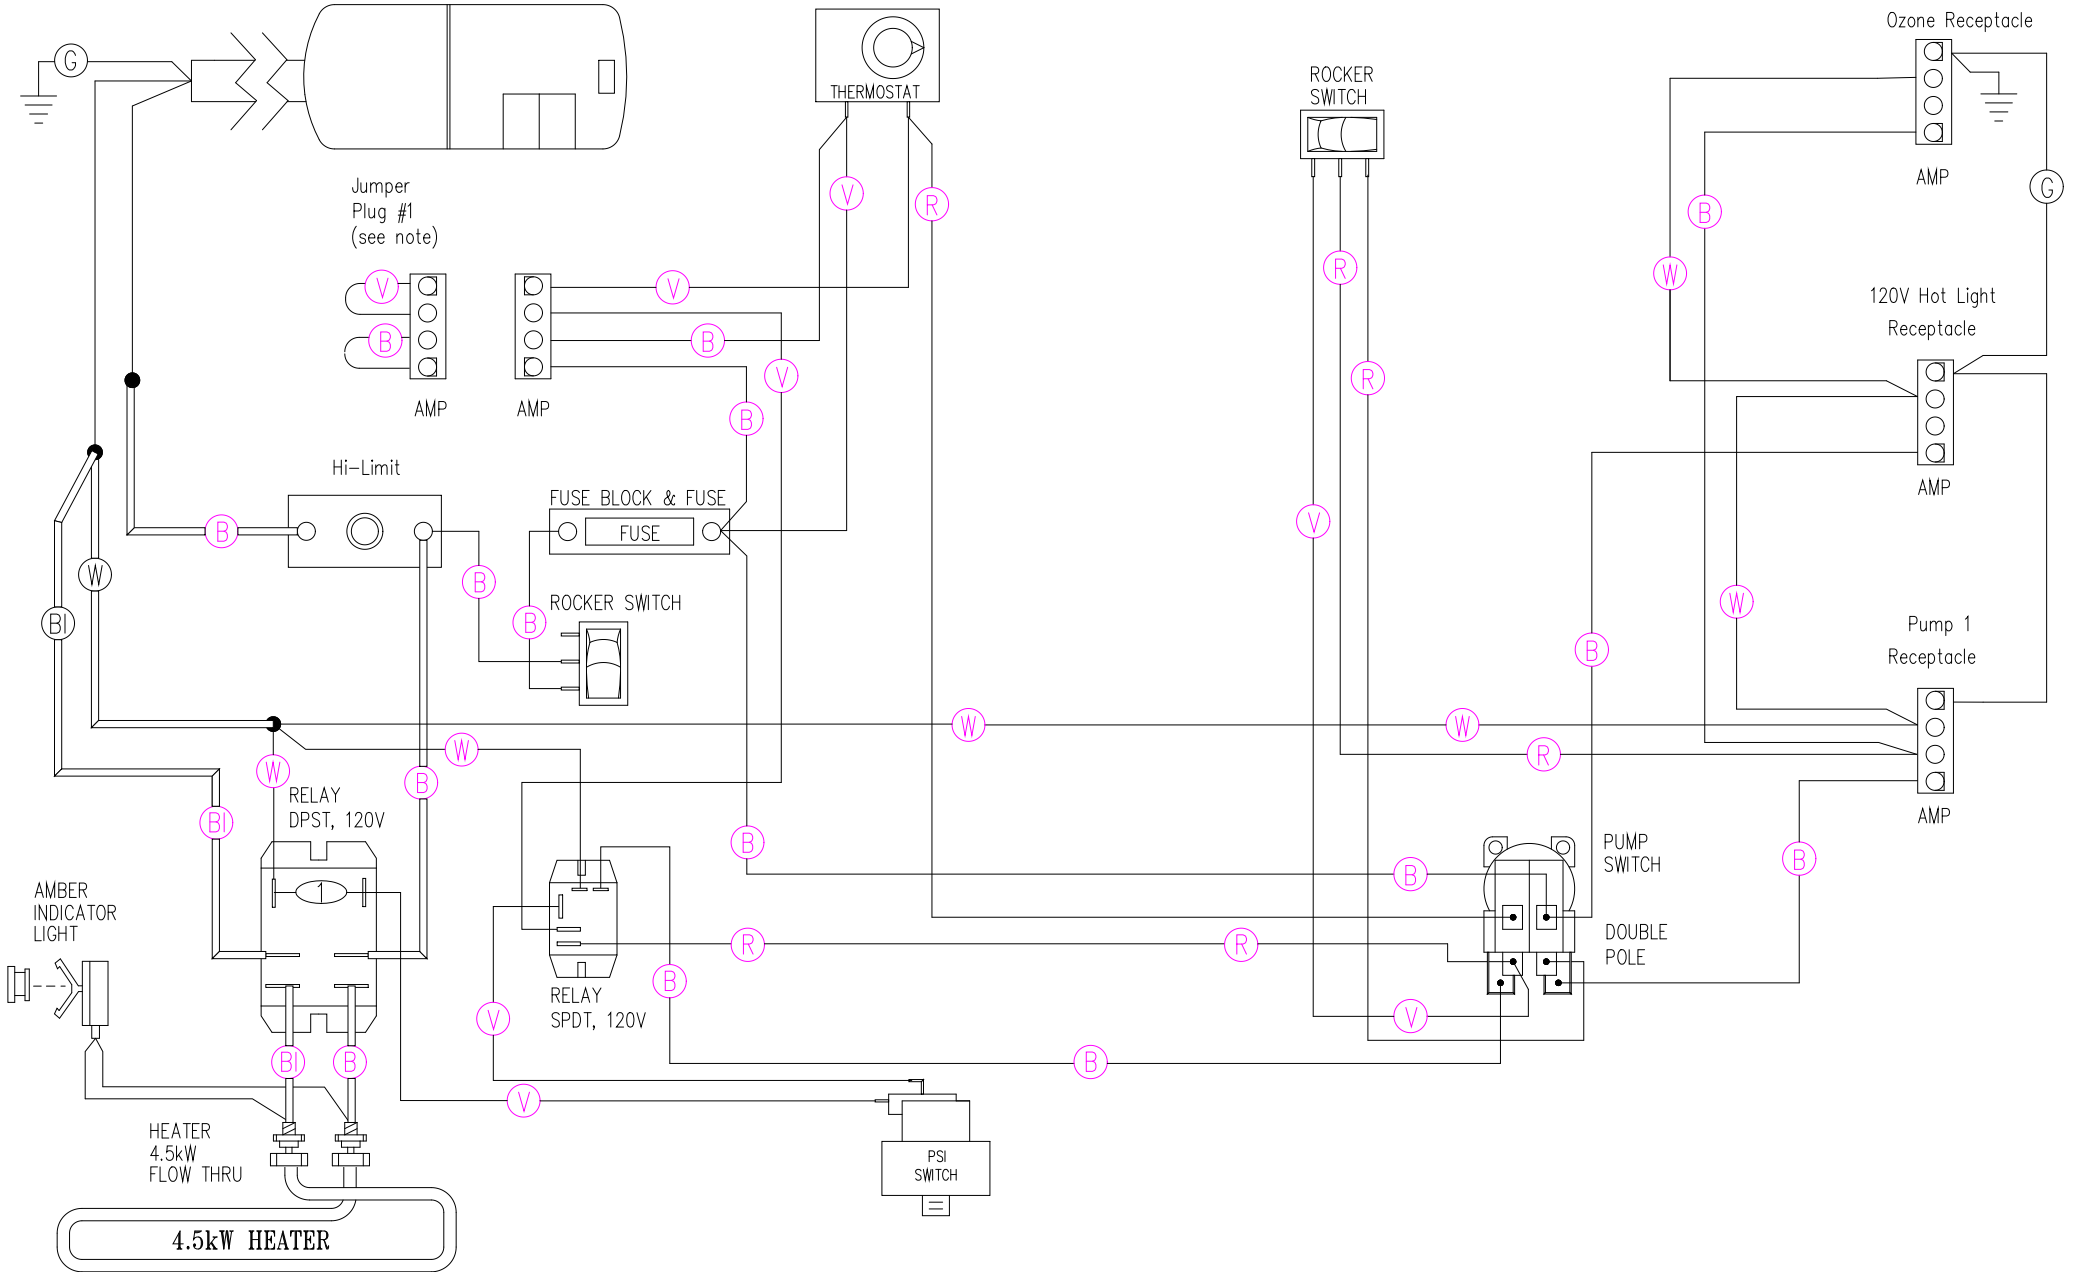 Ozone Receptacle
G
ROCKER
SWITCH
THERMOSTAT
AMP
Jumper
Plug #1
(see note)
V
R
G
B
R
W
V
V
120V Hot Light
Receptacle
B
B
V
R
AMP
AMP
B
Hi-Limit
AMP
FUSE BLOCK & FUSE
B
FUSE
V
W
B
ROCKER SWITCH
W
BI
B
Pump 1
Receptacle
B
W
W
W
W
R
W
B
RELAY
DPST, 120V
BI
AMP
B
PUMP
SWITCH
B
B
1
AMBER
INDICATOR
LIGHT
R
R
DOUBLE
POLE
B
RELAY
SPDT, 120V
V
V
BI
B
B
V
HEATER
4.5kW
FLOW THRU
PSI
SWITCH
4.5kW HEATER